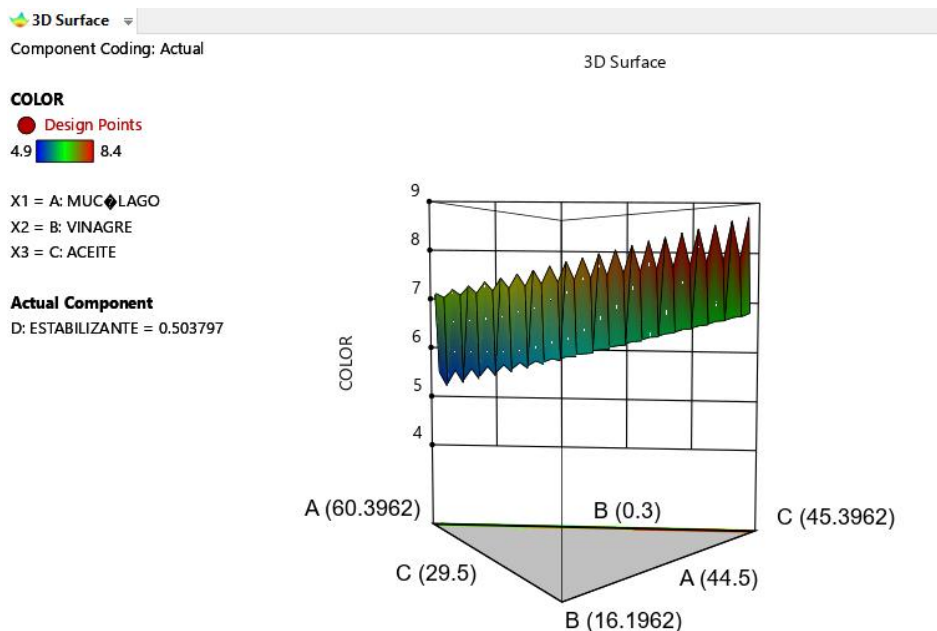 3D Surface
Component Coding: Actual
3D Surface
COLOR
Design Points
4.9 8.4
X1 = A: MUC�LAGO
X2 = B: VINAGRE
X3 = C: ACEITE
Actual Component
D: ESTABILIZANTE = 0.503797
9
8
7
6
5
4
COLOR
A (60.3962)
B (0.3)
C (45.3962)
C (29.5)
A (44.5)
B (16.1962)